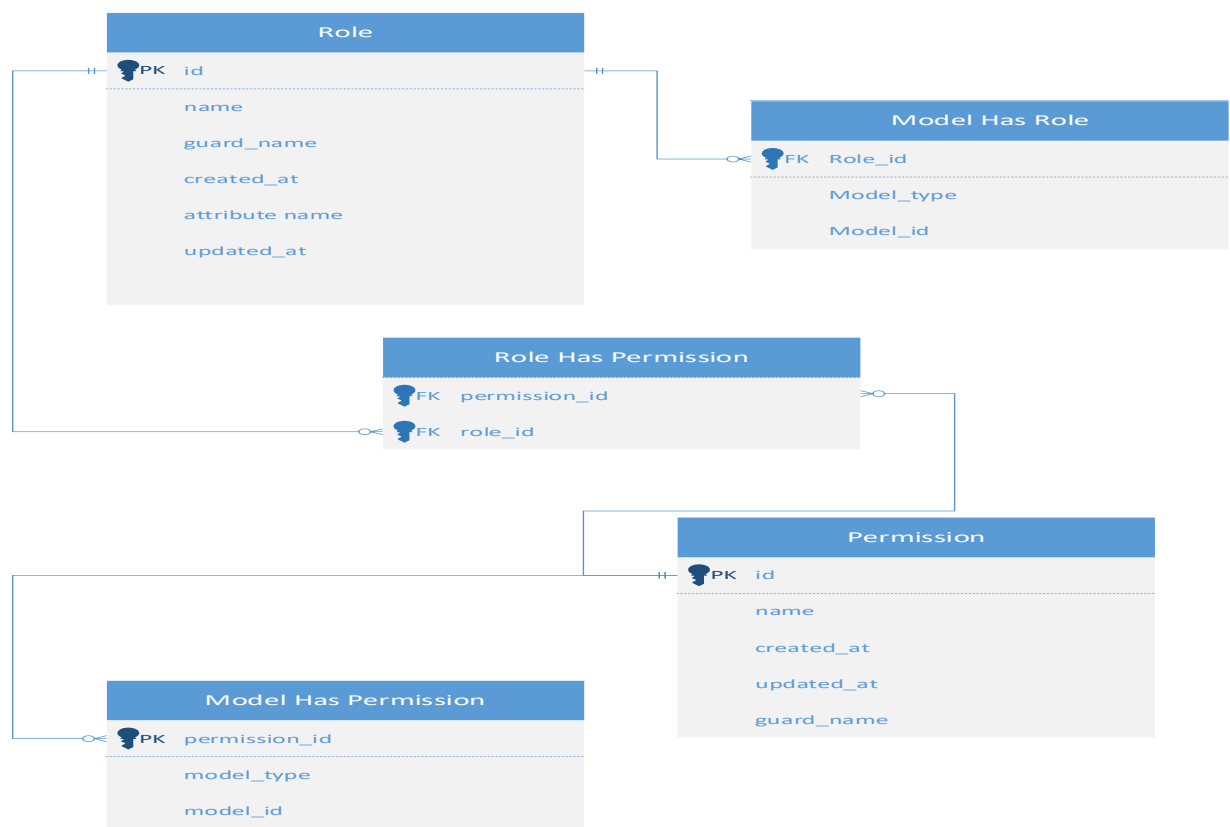 Role
PK id
name
guard_name
created_at
attribute name
updated_at
Model Has Role
FK Role_id
Model_type
Model_id
Role Has Permission
FK permission_id
FK role_id
Permission
PK id
name
created_at
updated_at
guard_name
Model Has Permission
PK permission_id
model_type
model_id